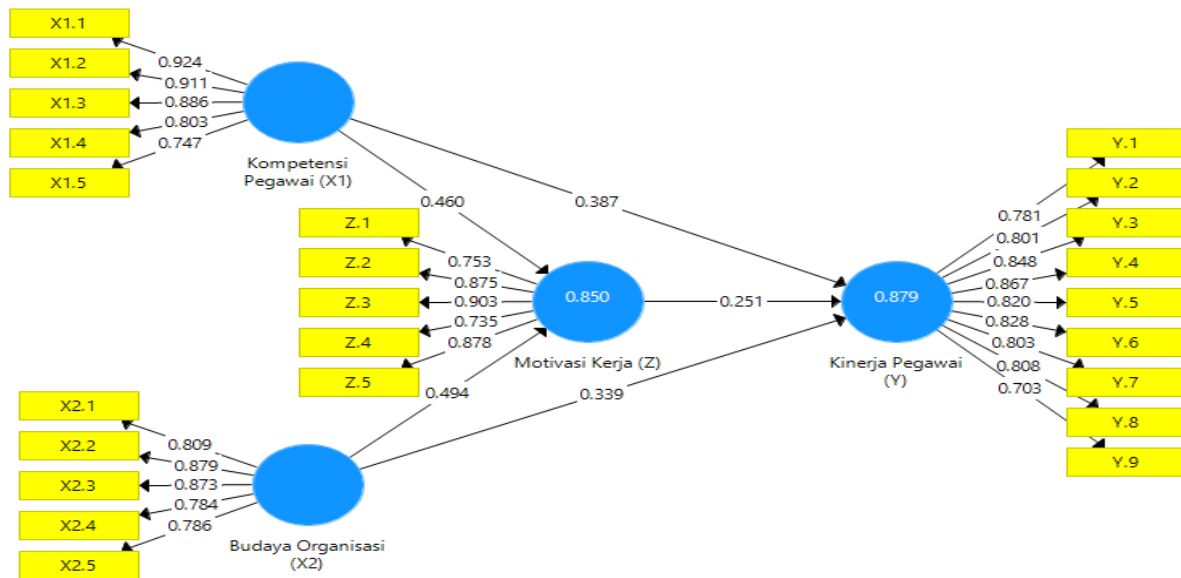 X1.1
X1.2
X1.3
X1.4
X1.5
0.924
0.911
0.886
0.803
0.747
Kompetensi
Pegawai (X1)
0.460
0.387
Z.1
Z.2
Z.3
Z.4
Z.5
0.753
0.875
0.903
0.735
0.878
0.850
Motivasi Kerja (Z)
0.251
0.494
0.339
X2.1
X2.2
X2.3
X2.4
X2.5
0.809
0.879
0.873
0.784
0.786
Budaya Organisasi
(X2)
0.879
Kinerja Pegawai
(Y)
0.781
0.801
0.848
0.867
0.820
0.828
0.803
0.808
0.703
Y.1
Y.2
Y.3
Y.4
Y.5
Y.6
Y.7
Y.8
Y.9